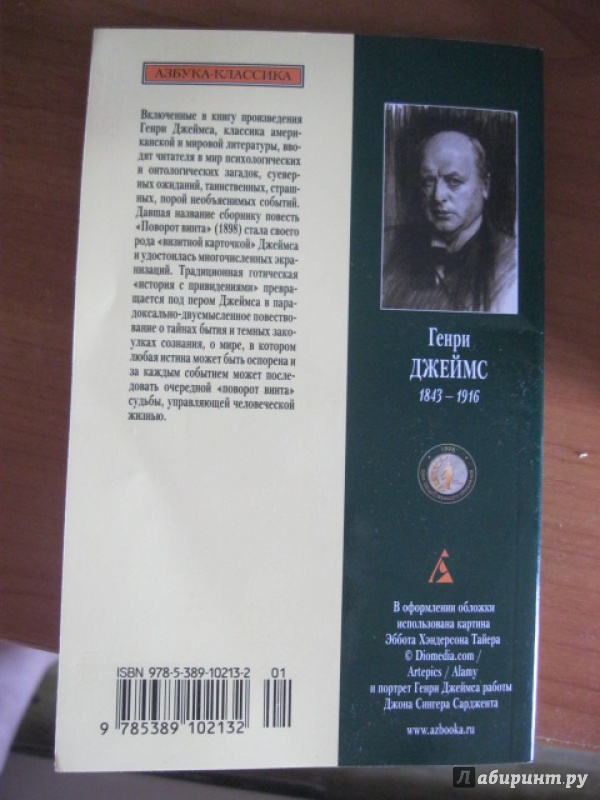 АЗБУКА-КЛАССИКА
Включенные в книгу произведения
Генри Джеймса, классика амери-
канской и мировой литературы, вво-
дят читателя в мир психологических
и онтологических загадок, суевер-
ных ожиданий, таинственных, страш-
ных, порой необъяснимых событий.
Давшая название сборнику повесть
«Поворот винта» (1898) стала своего
рода «визитной карточкой» Джеймса
и удостоилась многочисленных экра-
низаций. Традиционная готическая
«история с привидениями» превра-
щается под пером Джеймса в пара-
доксально-двусмысленное повество-
вание о тайнах бытия и темных зако-
улках сознания, о мире, в котором
любая истина может быть оспорена и
за каждым событием может после-
довать очередной «поворот винта»
судьбы, управляющей человеческой
жизнью.
Генри
ДЖЕЙМС
1843 – 1916
В оформлении обложки
использована картина
Эббота Хэндерсона Тайера
© Diomedia.com /
Artepics / Alamy
и портрет Генри Джеймса работы
Джона Сингера Сарджента
www.azbooka.ru
ISBN 978-5-389-10213-2 01
9 785389 102132
лабиринт.ру